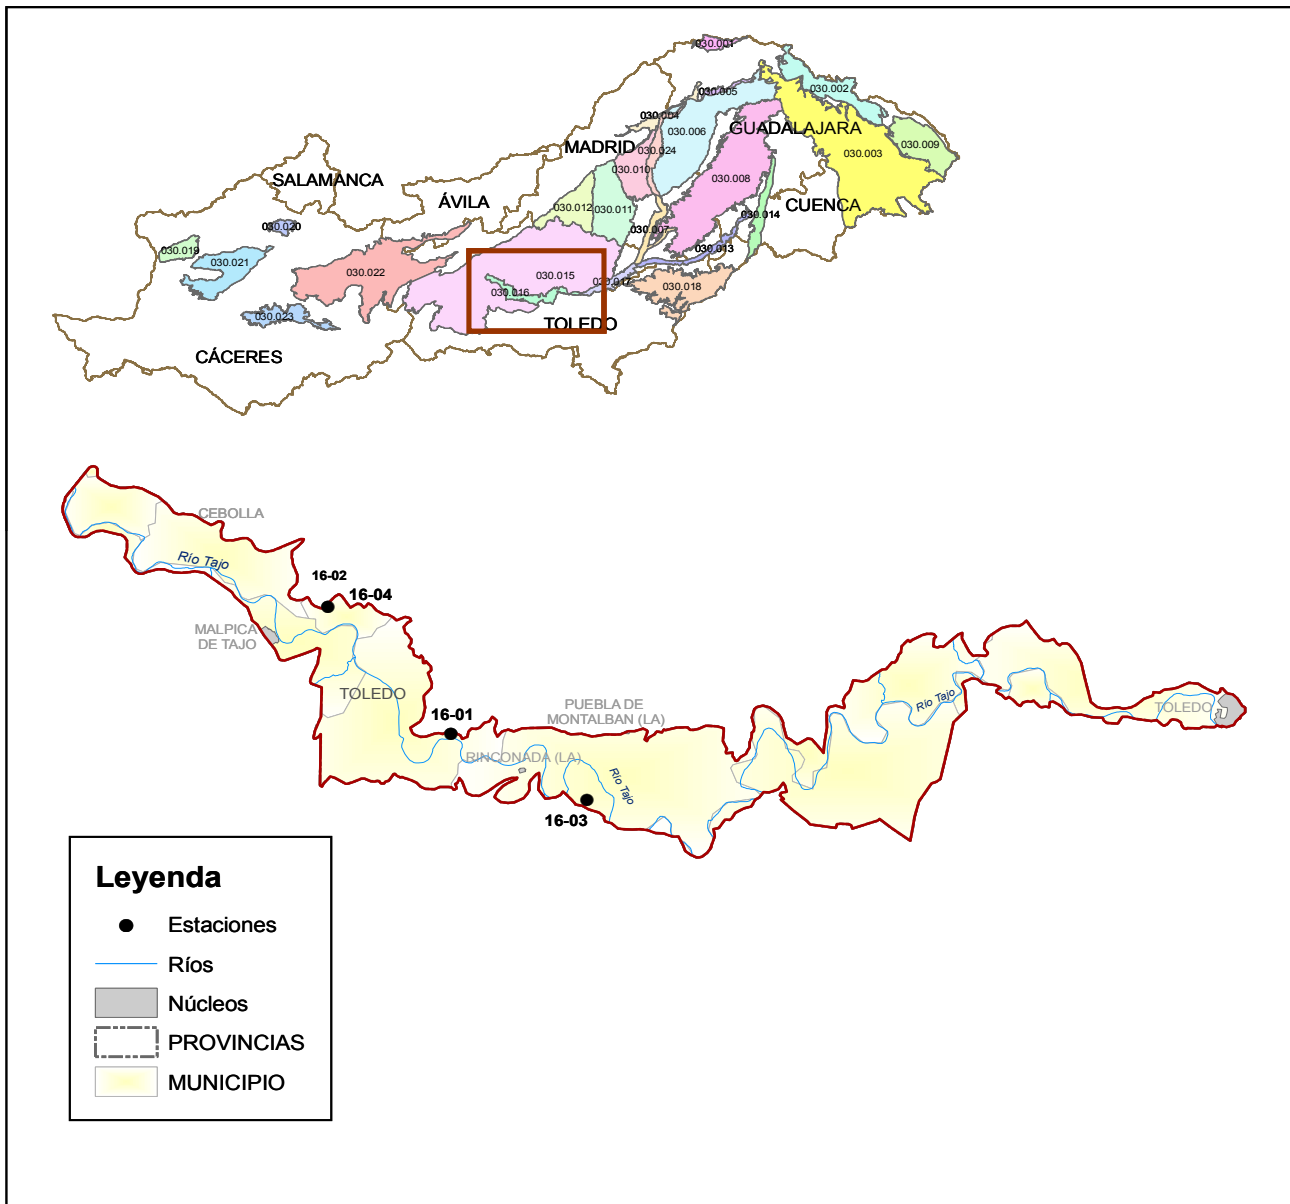 030.001
030.002
030.005
030.004
030.006
GUADALAJARA
MADRID
030.024
030.003
030.009
030.010
030.008
SALAMANCA
ÁVILA
CUENCA
030.012
030.011
030.014
030.020
030.007
030.019
030.013
030.021
030.022
030.015
030.017
030.018
030.016
030.023
TOLEDO
CÁCERES
CEBOLLA
Río Tajo
16-02
16-04
MALPICA
DE TAJO
TOLEDO
PUEBLA DE
MONTALBAN (LA)
16-01
RINCONADA (LA)
Río Tajo
16-03
Río Tajo
TOLEDO
Leyenda
Estaciones
Ríos
Núcleos
PROVINCIAS
MUNICIPIO